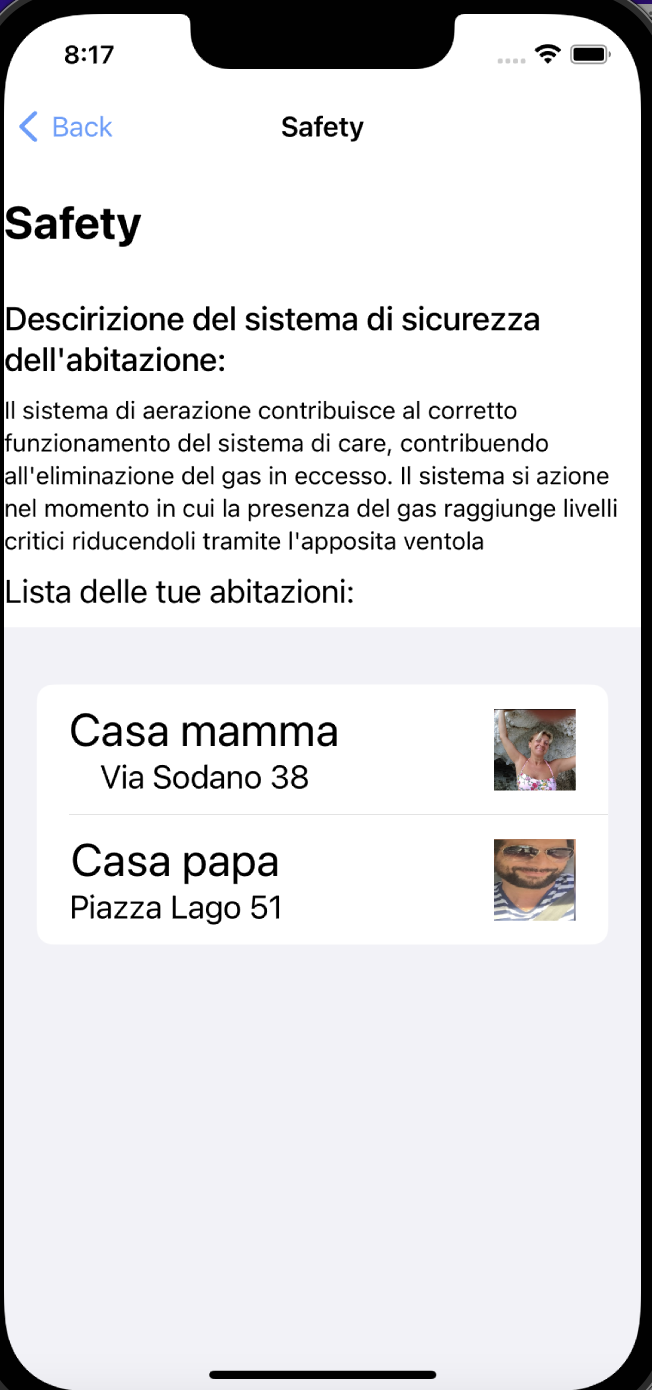 8:17
Back
Safety
Safety
Descirizione del sistema di sicurezza
dell'abitazione:
Il sistema di aerazione contribuisce al corretto
funzionamento del sistema di care, contribuendo
all'eliminazione del gas in eccesso. Il sistema si azione
nel momento in cui la presenza del gas raggiunge livelli
critici riducendoli tramite l'apposita ventola
Lista delle tue abitazioni:
Casa mamma
Via Sodano 38
Casa papa
Piazza Lago 51